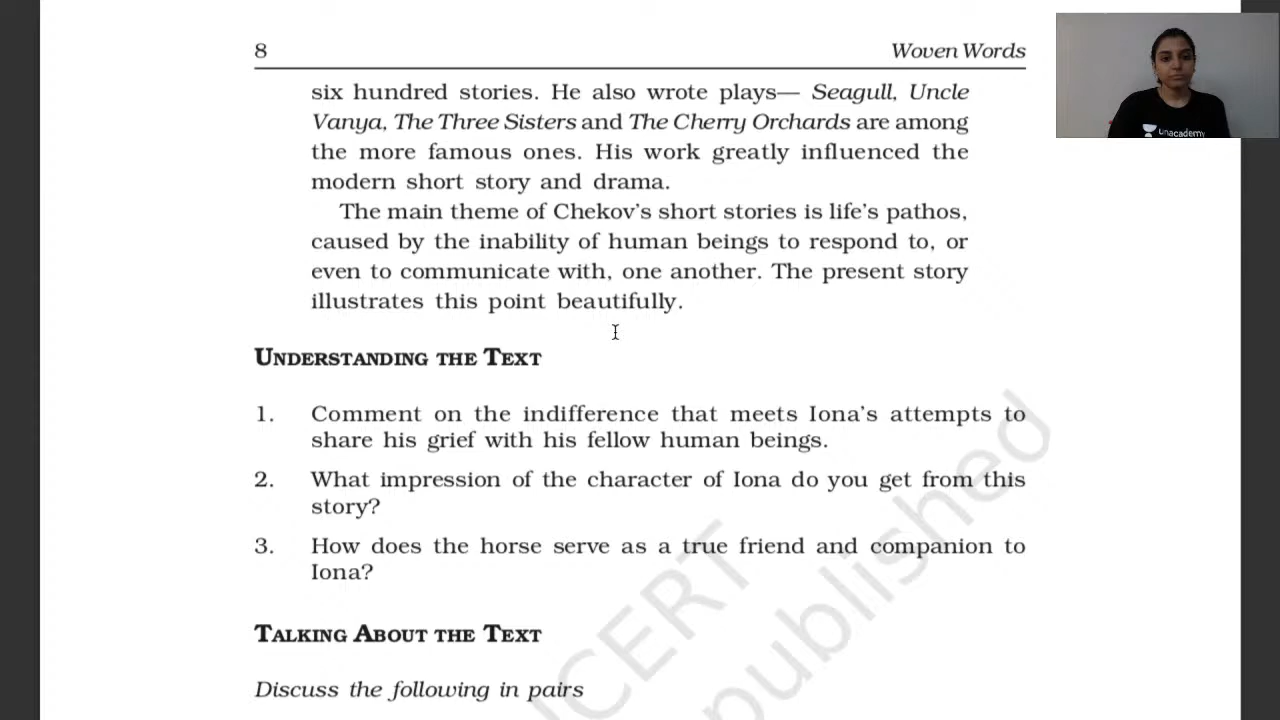 8 Woven Words
six hundred stories. He also wrote plays— Seagull, Uncle
Vanya, The Three Sisters and The Cherry Orchards are among
the more famous ones. His work greatly influenced the
modern short story and drama.
The main theme of Chekov's short stories is life's pathos,
caused by the inability of human beings to respond to, or
even to communicate with, one another. The present story
illustrates this point beautifully.
UNDERSTANDING THE TEXT
1. Comment on the indifference that meets Iona's attempts to
share his grief with his fellow human beings.
2. What impression of the character of Iona do you get from this
story?
3. How does the horse serve as a true friend and companion to
Iona?
TALKING ABOUT THE TEXT
Discuss the following in pairs
unacademy
NCERT
published